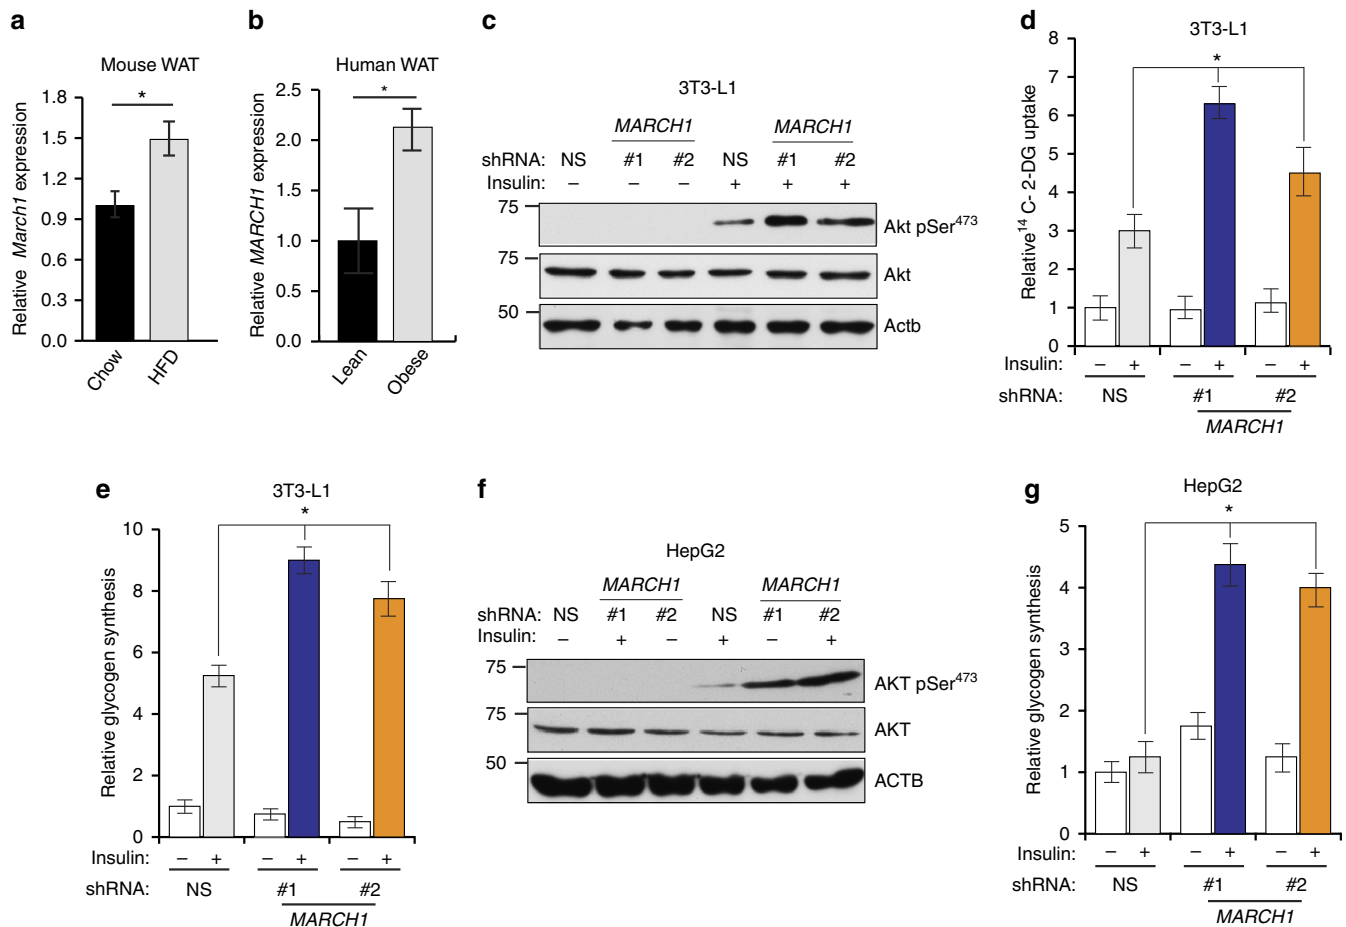 a
Mouse WAT
*
Relative March1 expression
1.8
1.5
1.2
0.9
0.6
0.3
0.0
Chow
HFD
b
Human WAT
*
Relative MARCH1 expression
2.5
2.0
1.5
1.0
0.5
0.0
Lean
Obese
c
3T3-L1
MARCH1 MARCH1
shRNA: NS #1 #2 NS #1 #2
Insulin: – – – + + +
75
Akt pSer473
75
Akt
50
Actb
d
3T3-L1
*
Relative14 C- 2-DG uptake
8
7
6
5
4
3
2
1
0
Insulin: – + – + – +
shRNA: NS #1 #2
MARCH1
e
3T3-L1
*
Relative glycogen synthesis
10
8
6
4
2
0
Insulin: – + – + – +
shRNA: NS #1 #2
MARCH1
f
HepG2
MARCH1 MARCH1
shRNA: NS #1 #2 NS #1 #2
Insulin: – + – + – +
75
AKT pSer473
75
AKT
50
ACTB
g
HepG2
*
Relative glycogen synthesis
5
4
3
2
1
0
Insulin: – + – + – +
shRNA: NS #1 #2
MARCH1